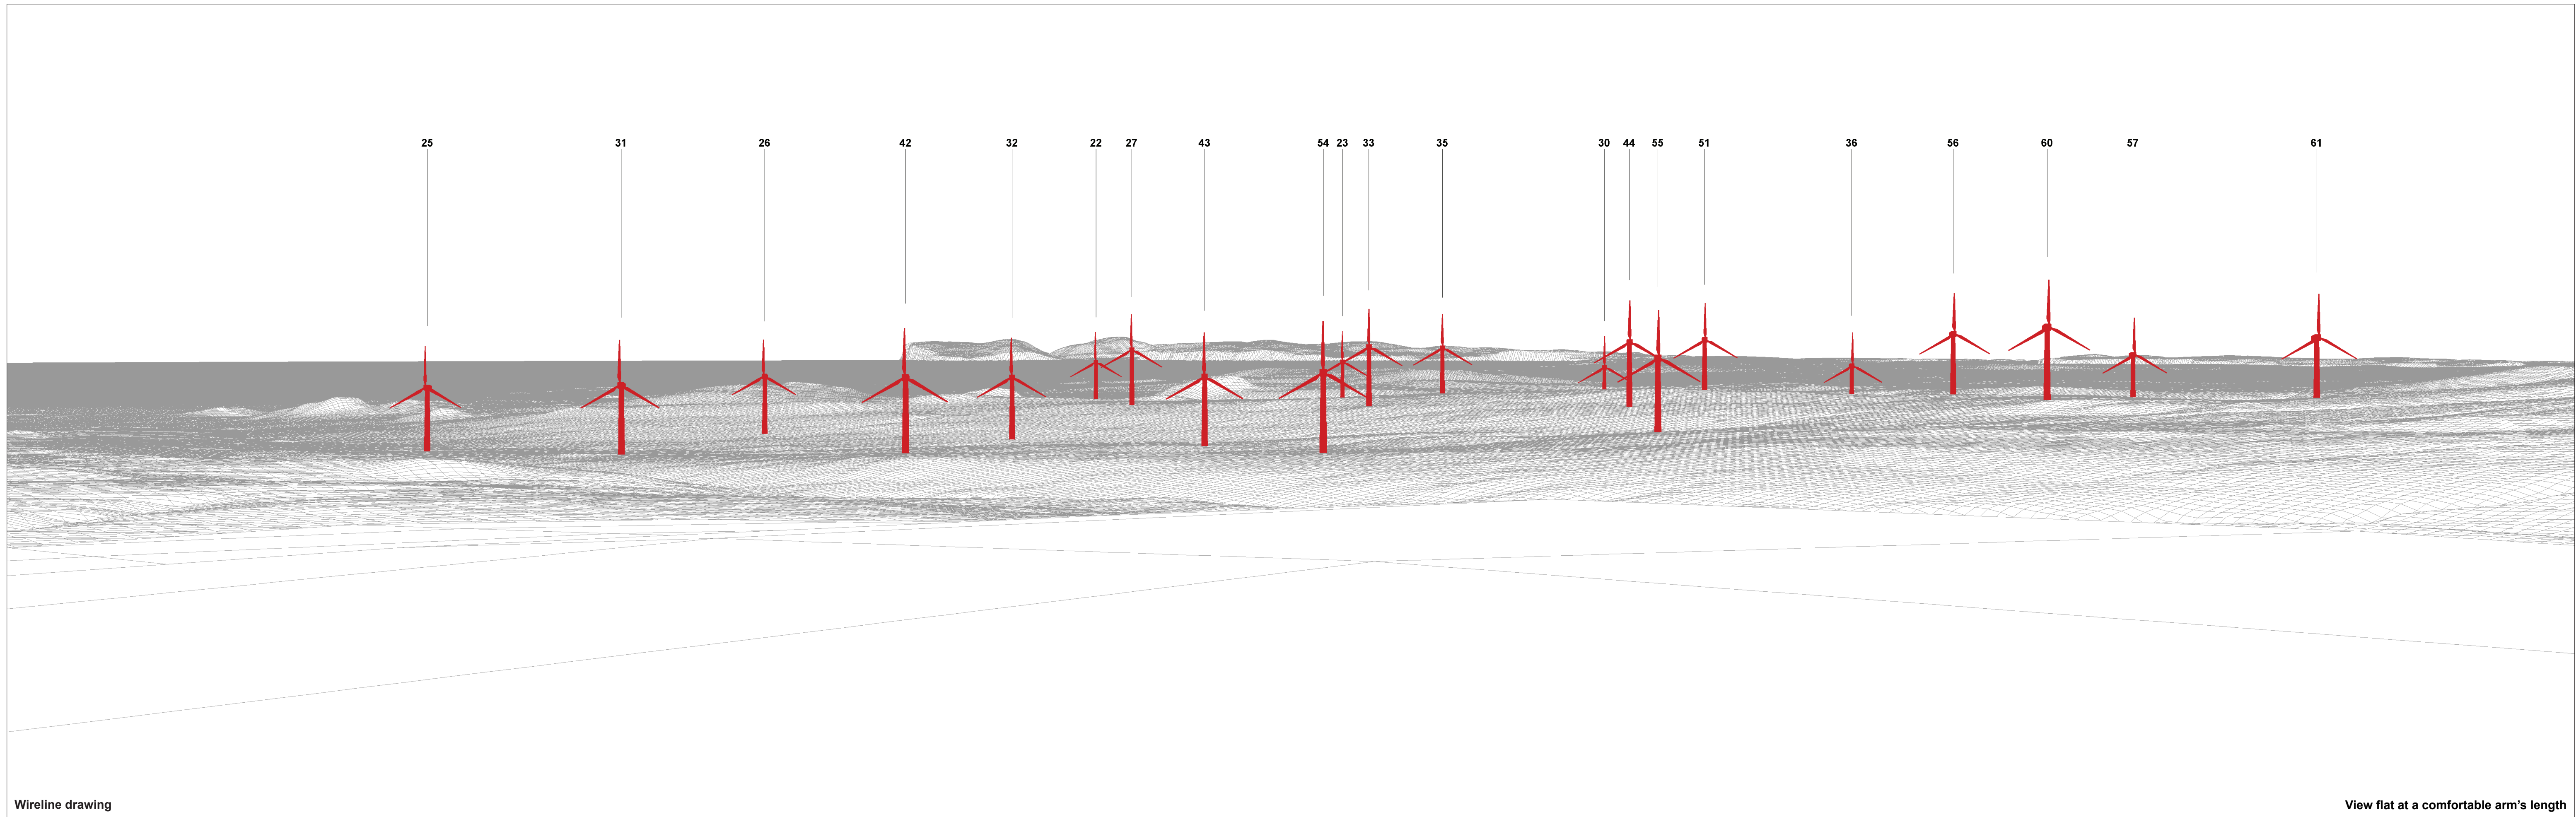 25 31 26 42 32 22 27 43 54 23 33 35 30 44 55 51 36 56 60 57 61
Wireline drawing
View flat at a comfortable arm’s length